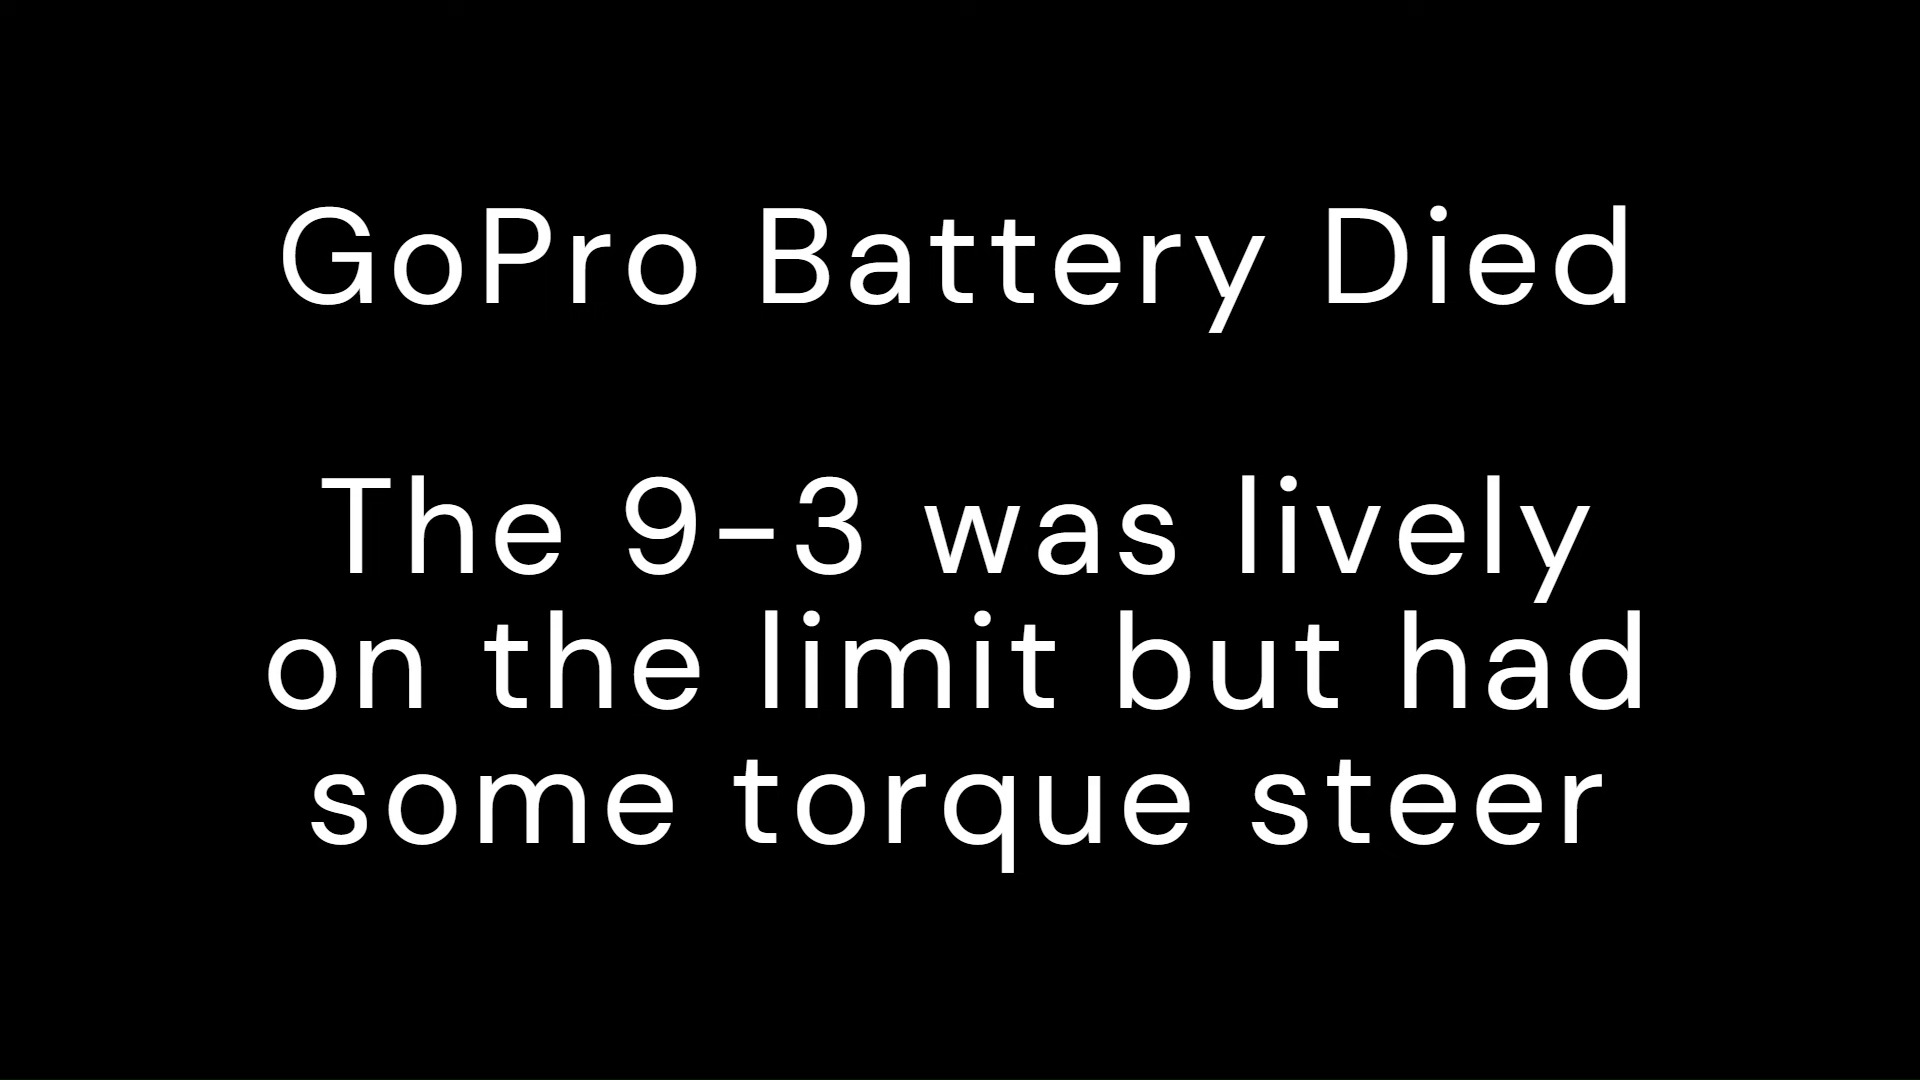 GoPro Battery Died
The 9-3 was lively
on the limit but had
some torque steer